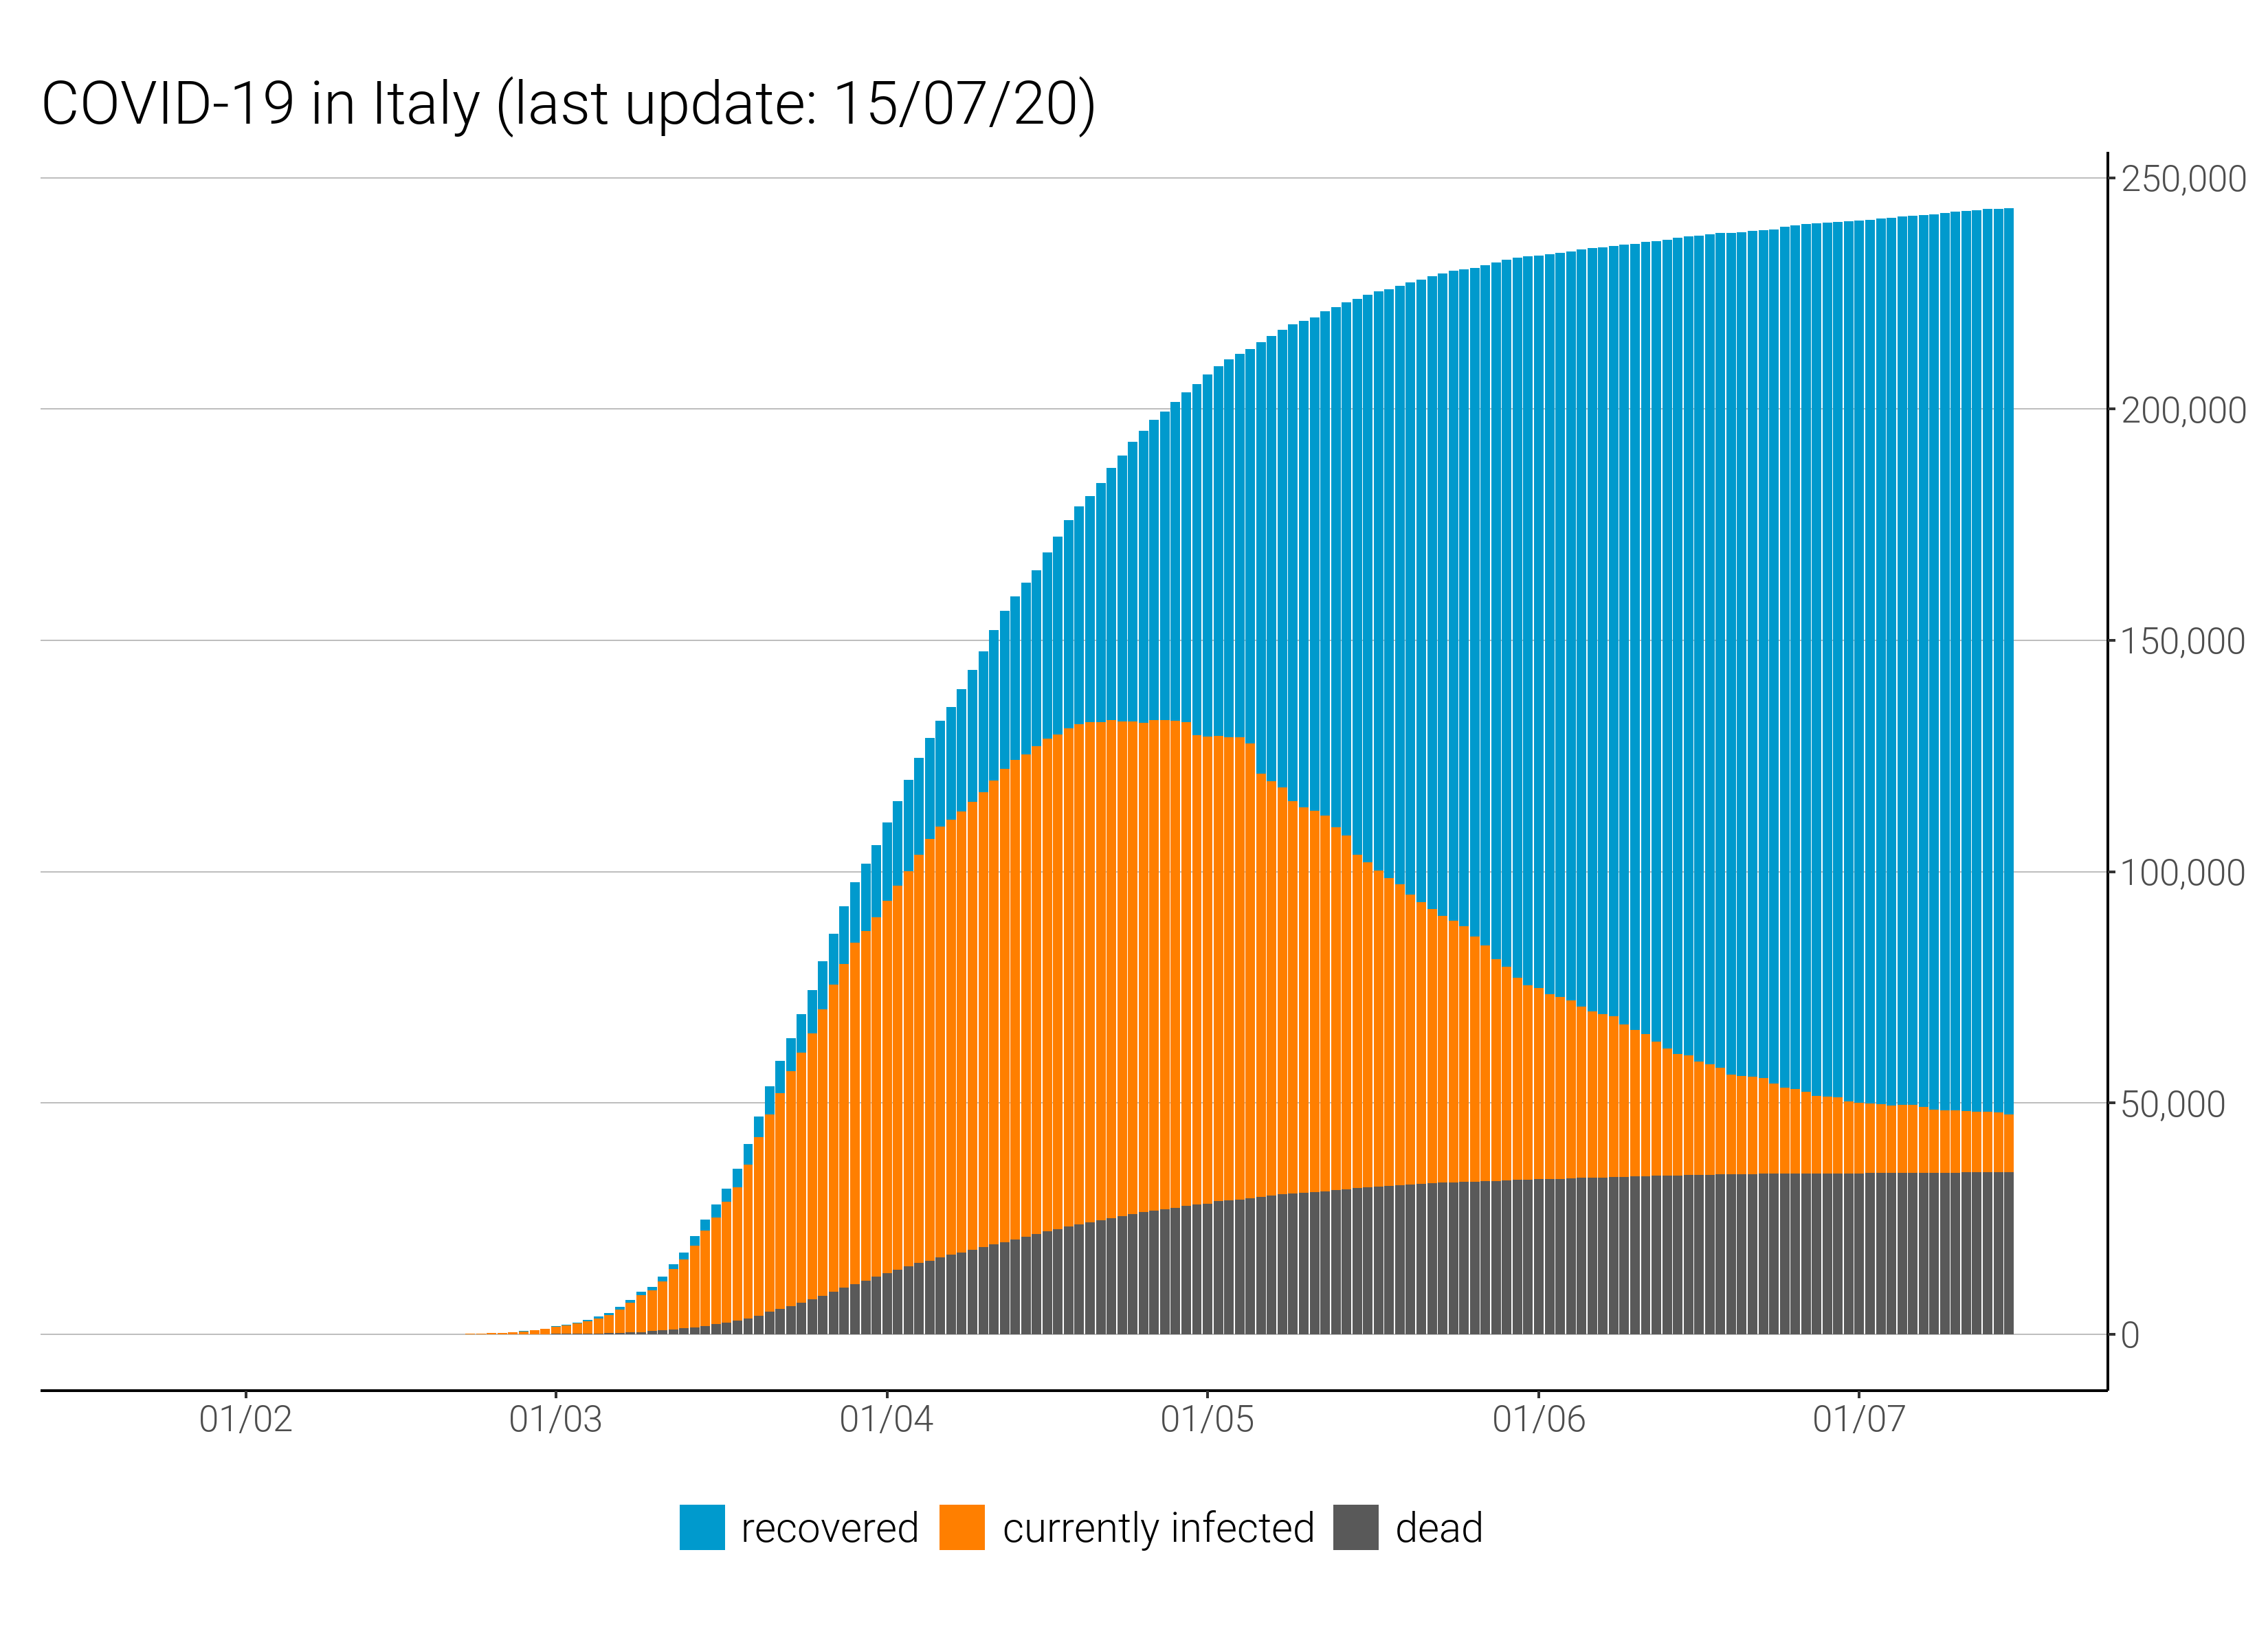 COVID-19 in Italy (last update: 15/07/20)
250,000
200,000
150,000
100,000
50,000
0
01/02 01/03 01/04 01/05 01/06 01/07
recovered currently infected dead